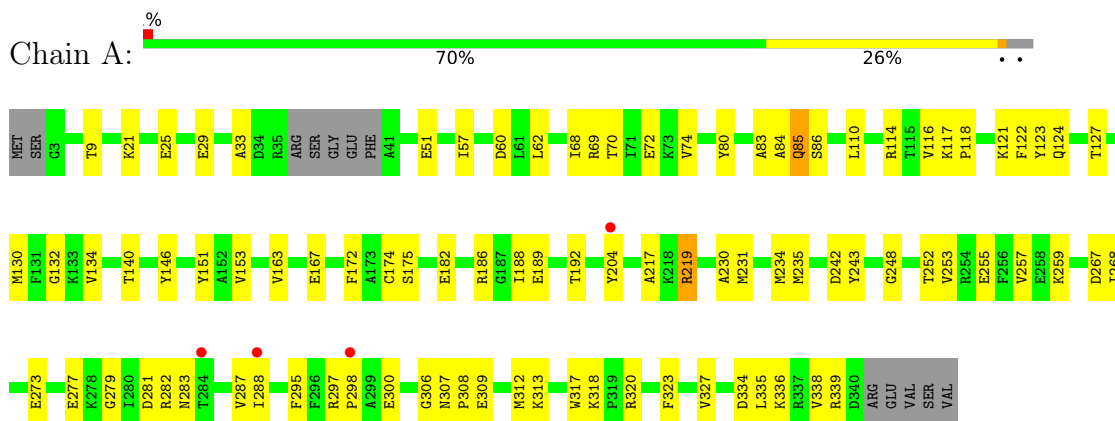 .%
Chain A:
70% 26% . .
MET SER G3 T9 K21 E25 E29 A33 D34 R35 ARG SER GLY GLU PHE A41 E51 I57 D60 L61 L62 I68 R69 T70 I71 E72 K73 V74 Y80 A83 A84 Q85 S86 L110 R114 T115 V116 K117 P118 K121 F122 Y123 Q124 T127
M130 F131 G132 K133 V134 T140 Y146 Y151 A152 V153 V163 E167 F172 A173 C174 S175 E182 R186 G187 I188 E189 T192 Y204 A217 K218 R219 A230 M231 M234 M235 D242 Y243 G248 T252 V253 R254 E255 F256 V257 E258 K259 D267
E273 E277 K278 G279 I280 D281 R282 N283 T284 V287 I288 F295 F296 R297 P298 A299 E300 G306 N307 P308 E309 M312 K313 W317 K318 P319 R320 F323 V327 D334 L335 K336 R337 V338 R339 D340 ARG GLU VAL SER VAL